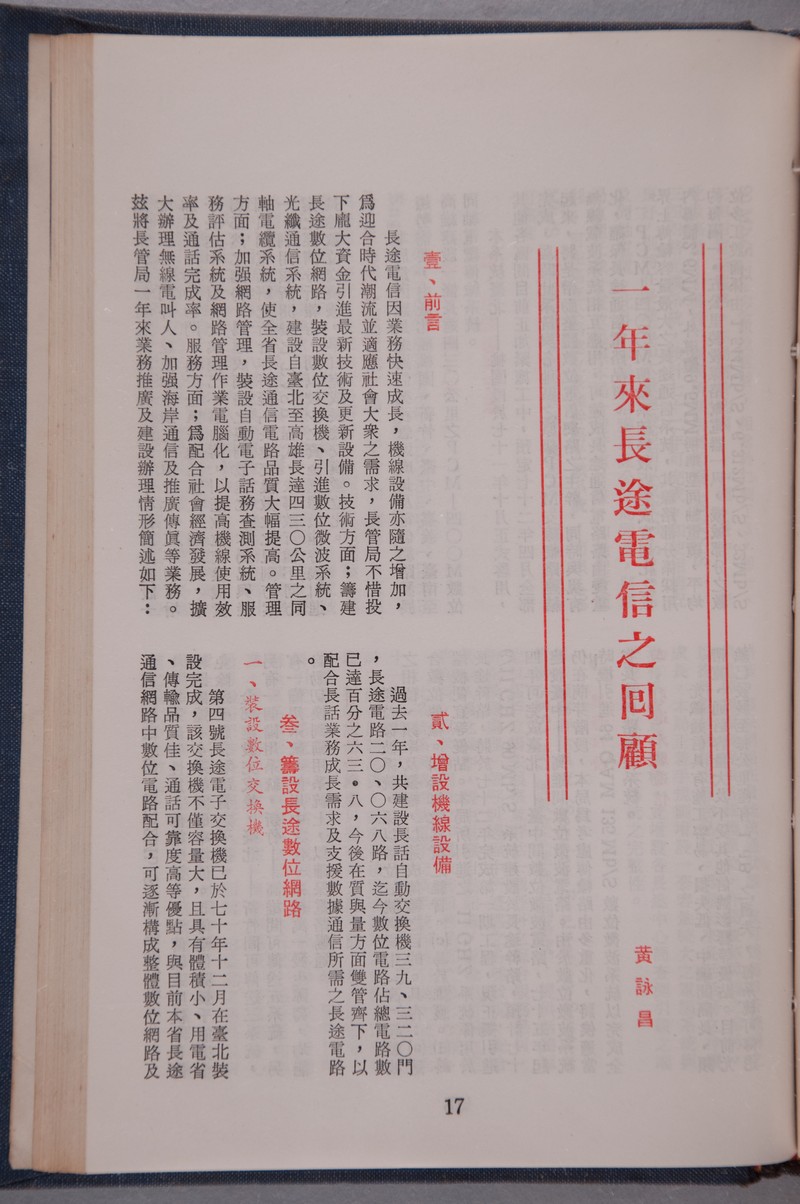 一年來長途電信之回顧
黃詠昌
壹、前言
長途電信因業務快速成長，機線設備亦隨之增加，
爲迎合時代潮流並適應社會大衆之需求，長管局不惜投
下龐大資金引進最新技術及更新設備。技術方面；籌建
長途數位網路，裝設數位交換機、引進數位微波系統、
光纖通信系統，建設自臺北至高雄長達四三〇公里之同
軸電纜系統，使全省長途通信電路品質大幅提高。管理
方面；加强網路管理，裝設自動電子話務查測系統、服
務評估系統及網路管理作業電腦化，以提高機線使用效
率及通話完成率。服務方面；爲配合社會經濟發展，擴
大辦理無線電叫人、加强海岸通信及推廣傳眞等業務。
玆將長管局一年來業務推廣及建設辦理情形簡述如下：
貳、增設機線設備
過去一年，共建設長話自動交換機三九、三二〇門
，長途電路二〇、〇六八路，迄今數位電路佔總電路數
已達百分之六三。八，今後在質與量方面雙管齊下，以
配合長話業務成長需求及支援數據通信所需之長途電路
。
叁、籌設長途數位網路
一、裝設數位交換機
第四號長途電子交換機已於七十年十二月在臺北裝
設完成，該交換機不僅容量大，且具有體積小、用電省
、傳輸品質佳、通話可靠度高等優點，與目前本省長途
通信網路中數位電路配合，可逐漸構成整體數位網路及
17